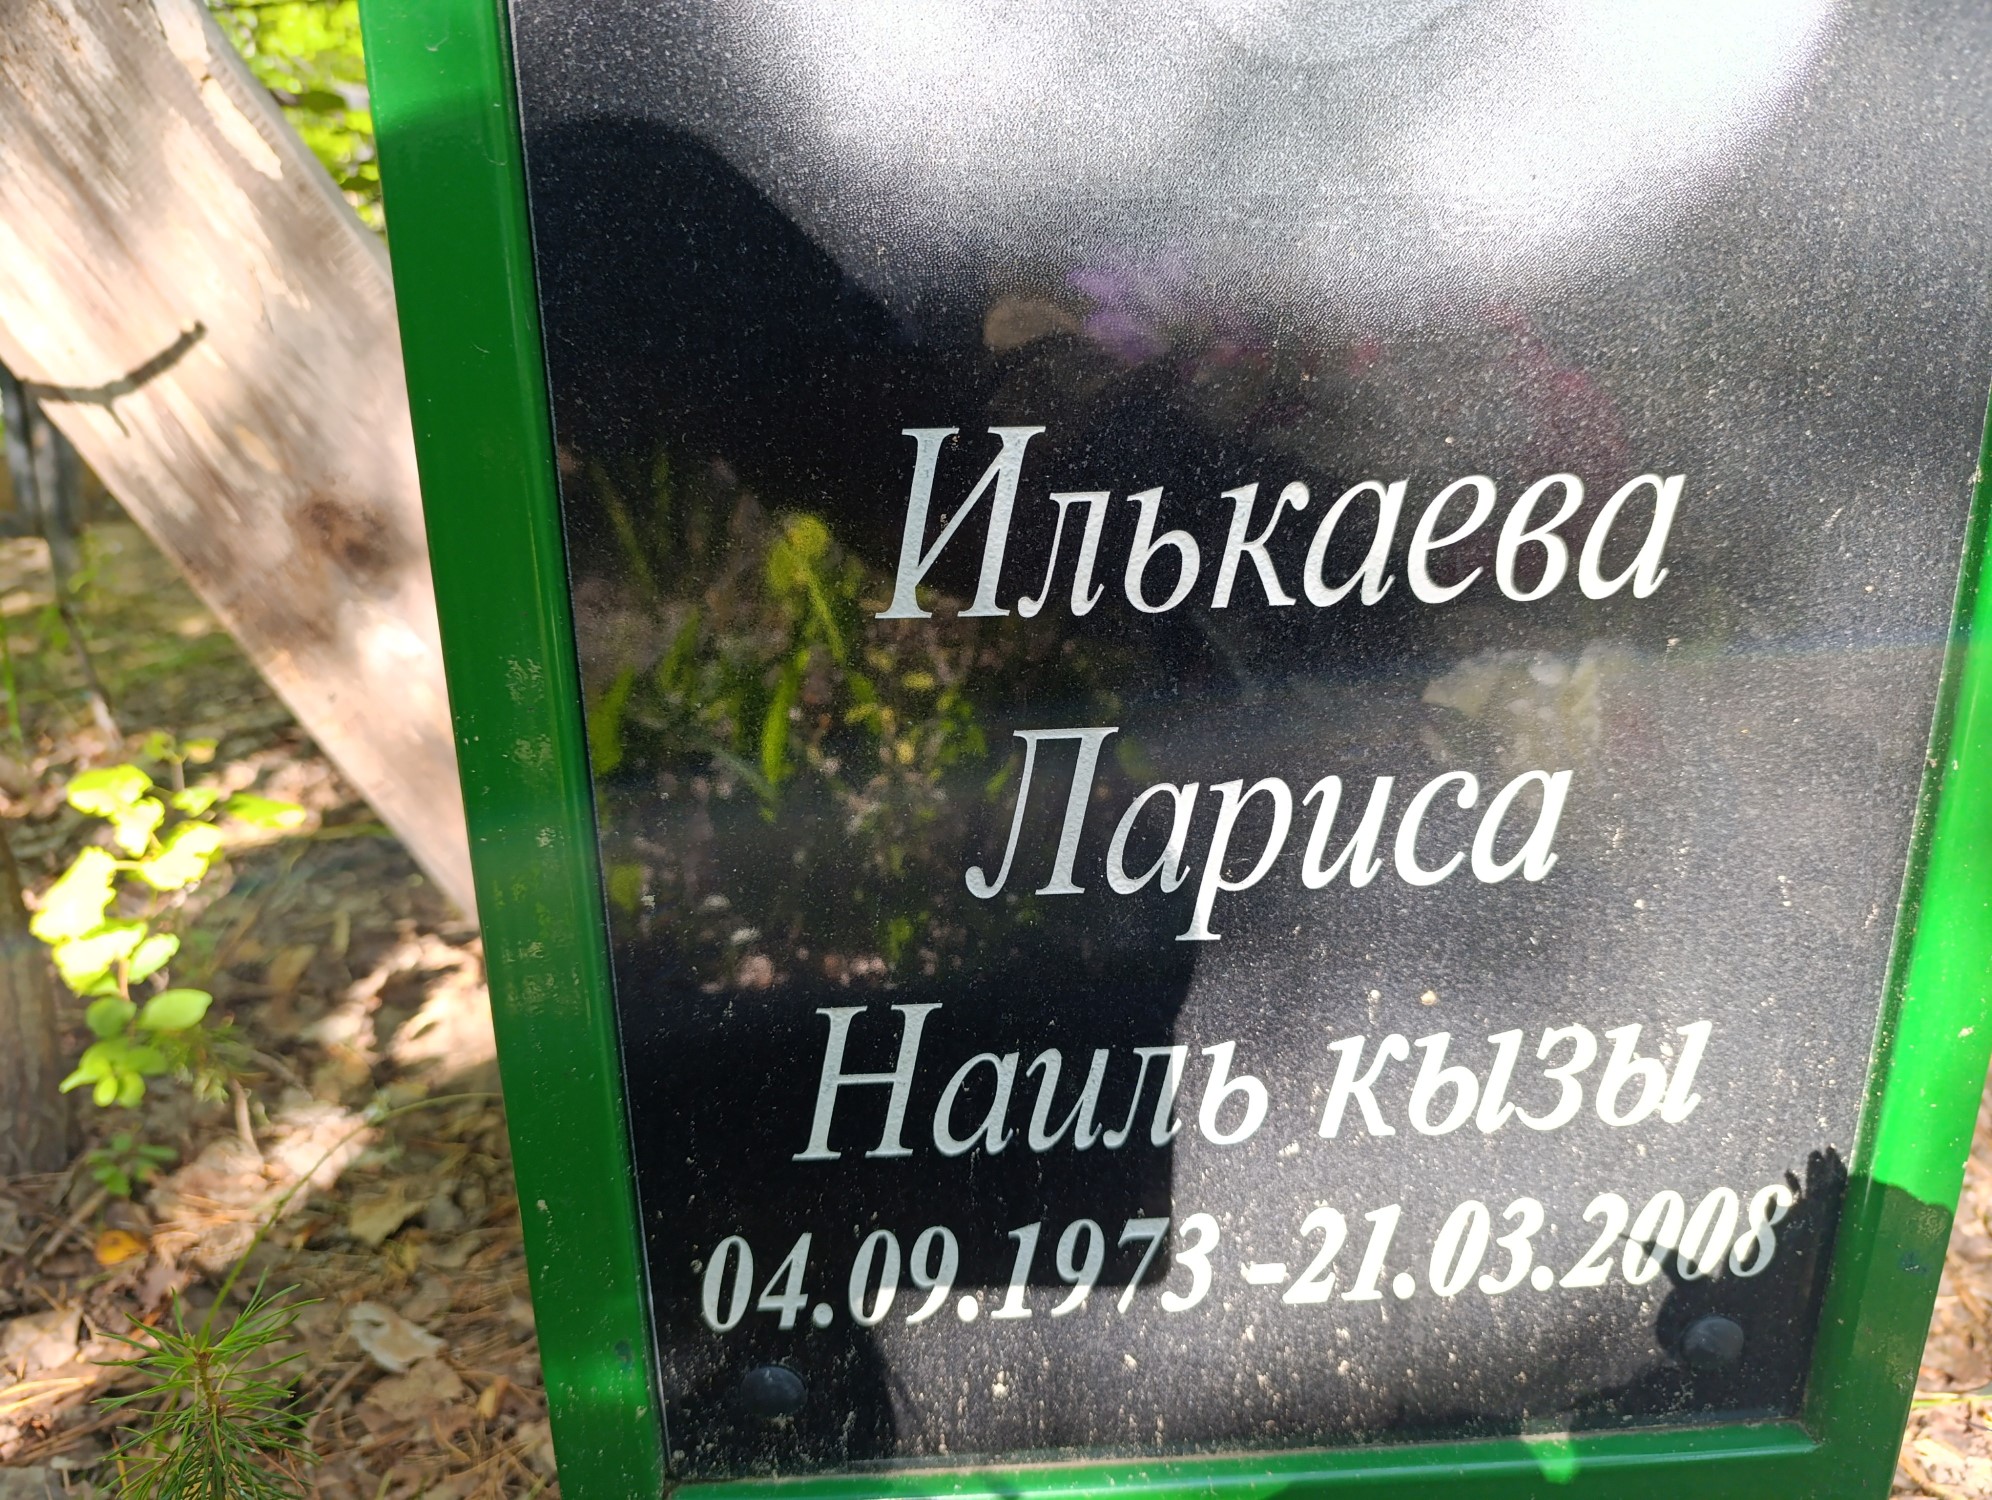 Илькаева
Лариса
Наиль кызы
04.09.1973 -21.03.2008